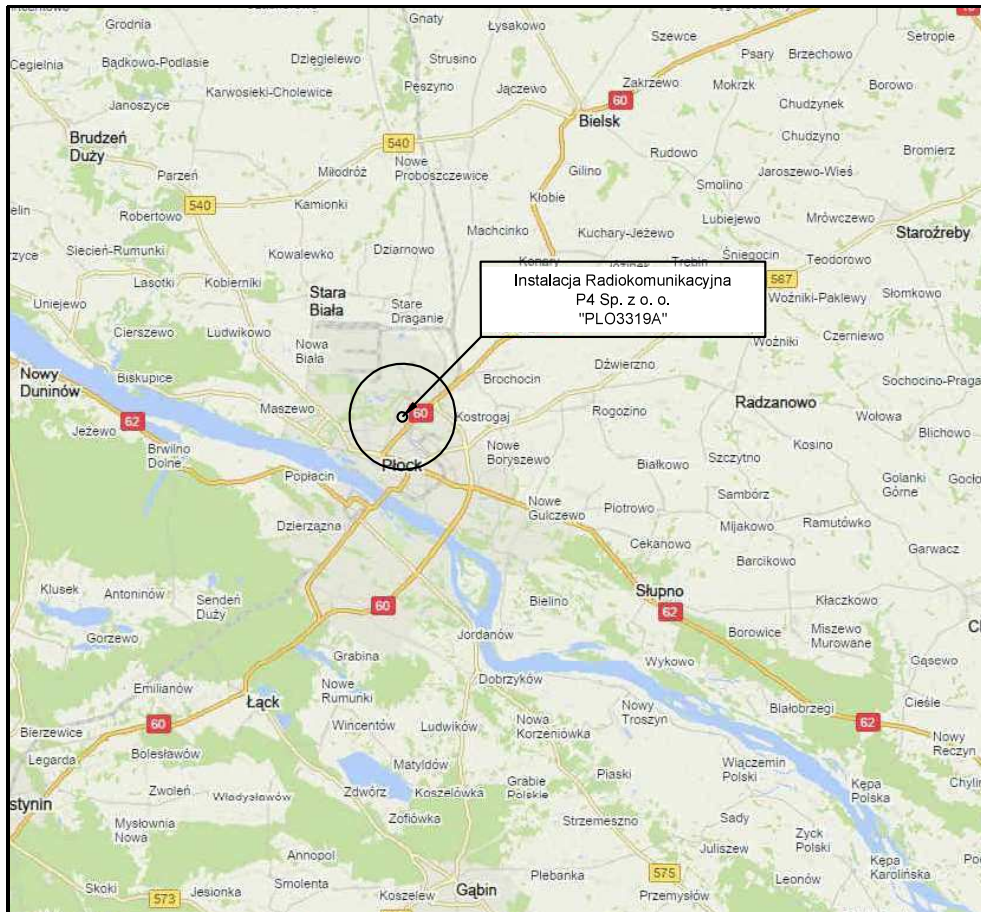 Grodnia
Gnaty
Łysakowo
Szewce
Setropie
Cegielnia
Bądkowo-Podlasie
Dzięgielewo
Strusino
Psary
Brzechowo
Karwosieki-Cholewice
Pęszyno
Jączewo
Zakrzewo
Mokrzk
Borowo
Janoszyce
60
Chudzynek
Bielsk
Brudzeń
Duży
540
Chudzyno
Nowe
Proboszczewice
Rudowo
Bromierz
Parzeń
Miłodróż
Gilino
Jaroszewo-Wieś
Smolino
540
Kamionki
Kłobie
Robertowo
Lubiejewo
Mrówczewo
Machcinko
Kuchary-Jeżewo
Staroźreby
Siecień-Rumunki
Kowalewko
Dziarnowo
Śniegocin
Teodorowo
Konary
Trębin
567
Lasotki
Kobierniki
Instalacja Radiokomunikacyjna
P4 Sp. z o. o.
"PLO3319A"
Stara
Biała
Stare
Draganie
Woźniki-Paklewy
Słomkowo
Uniejewo
Cierszewo
Ludwikowo
Nowa
Biała
Woźniki
Czerniewo
Dźwierzno
Nowy
Duninów
Biskupice
Brochocin
Sochocino-Praga
Maszewo
60
Kostrogaj
Rogozino
Radzanowo
Wołowa
62
Jeżewo
Blichowo
Brwilno
Dolne
Nowe
Boryszewo
Kosino
Płock
Białkowo
Szczytno
Popłacin
Golanki
Górne
Sambórz
Nowe
Gulczewo
Piotrowo
Dzierzązna
Mijakowo
Ramutówko
Cekanowo
Garwacz
Barcikowo
Klusek
Antoninów
Sendeń
Duży
Słupno
60
Bielino
62
Kłaczkowo
Gorzewo
Jordanów
Borowice
Miszewo
Murowane
Grabina
Wykowo
Gąsewo
Dobrzyków
Emilianów
Nowe
Rumunki
Łąck
Białobrzegi
Cieśle
Nowy
Troszyn
60
Bierzewice
Wincentów
Ludwików
Nowa
Korzeniówka
62
Nowy
Reczyn
Legarda
Bolesławów
Matyldów
Wiączemin
Polski
Piaski
Grabie
Polskie
Kępa
Polska
Zwoleń
Władysławów
Zdwórz
Koszelówka
Mysłownia
Nowa
Zofiówka
Strzemeszno
Sady
Zyck
Polski
Juliszew
Annopol
Kępa
Karolińska
Plebanka
575
Skoki
573
Jesionka
Smolenta
Koszelew
Gąbin
Przemysłów
Leonów